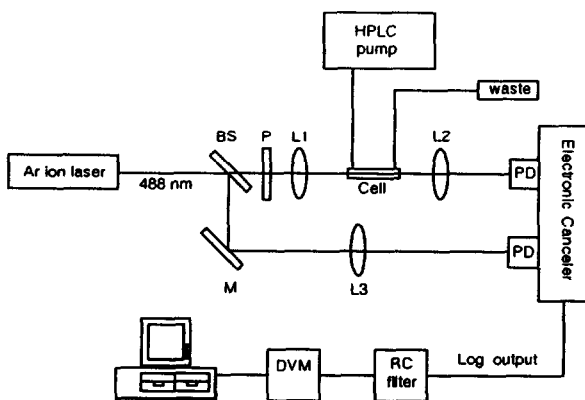 HPLC
pump
waste
BS
P
L1
L2
Ar ion laser
488 nm
Cell
PD
Electronic Canceler
PD
M
L3
DVM
RC
filter
Log output